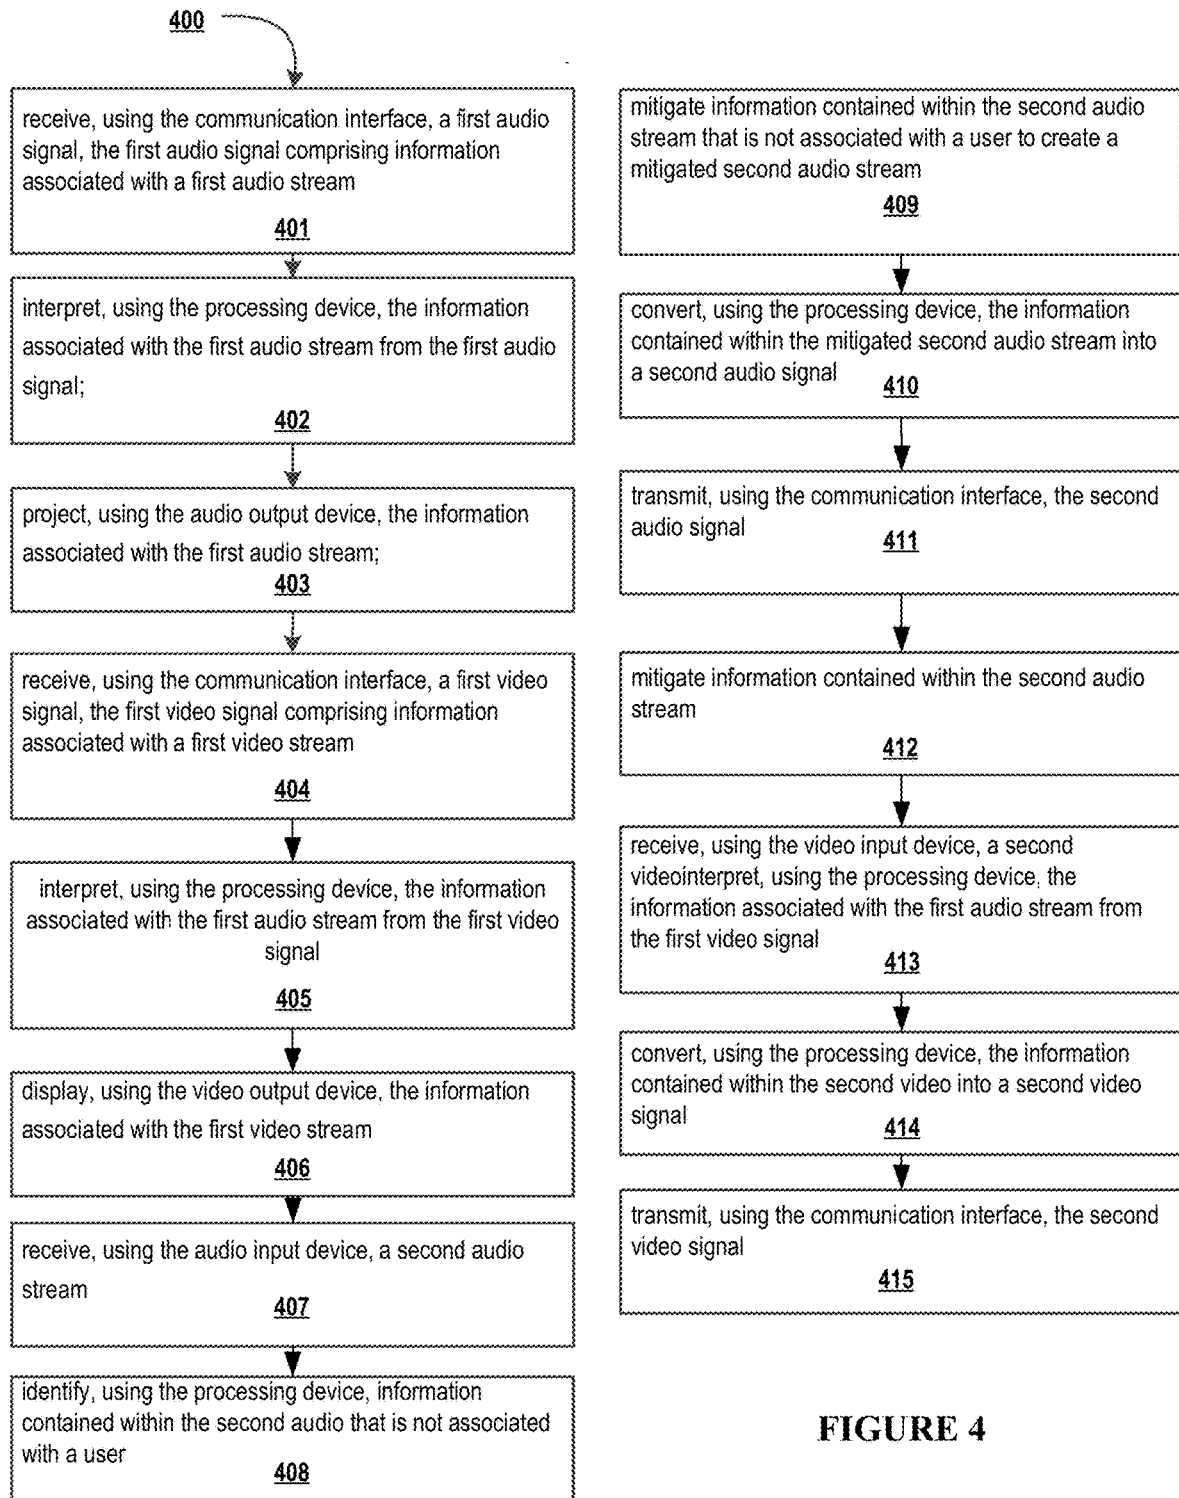 400
receive, using the communication interface, a first audio
signal, the first audio signal comprising information
associated with a first audio stream
401
interpret, using the processing device, the information
associated with the first audio stream from the first audio
signal;
402
project, using the audio output device, the information
associated with the first audio stream;
403
receive, using the communication interface, a first video
signal, the first video signal comprising information
associated with a first video stream
404
interpret, using the processing device, the information
associated with the first audio stream from the first video
signal
405
display, using the video output device, the information
associated with the first video stream
406
receive, using the audio input device, a second audio
stream
407
identify, using the processing device, information
contained within the second audio that is not associated
with a user
408
mitigate information contained within the second audio
stream that is not associated with a user to create a
mitigated second audio stream
409
convert, using the processing device, the information
contained within the mitigated second audio stream into
a second audio signal
410
transmit, using the communication interface, the second
audio signal
411
mitigate information contained within the second audio
stream
412
receive, using the video input device, a second
videointerpret, using the processing device, the
information associated with the first audio stream from
the first video signal
413
convert, using the processing device, the information
contained within the second video into a second video
signal
414
transmit, using the communication interface, the second
video signal
415
FIGURE 4